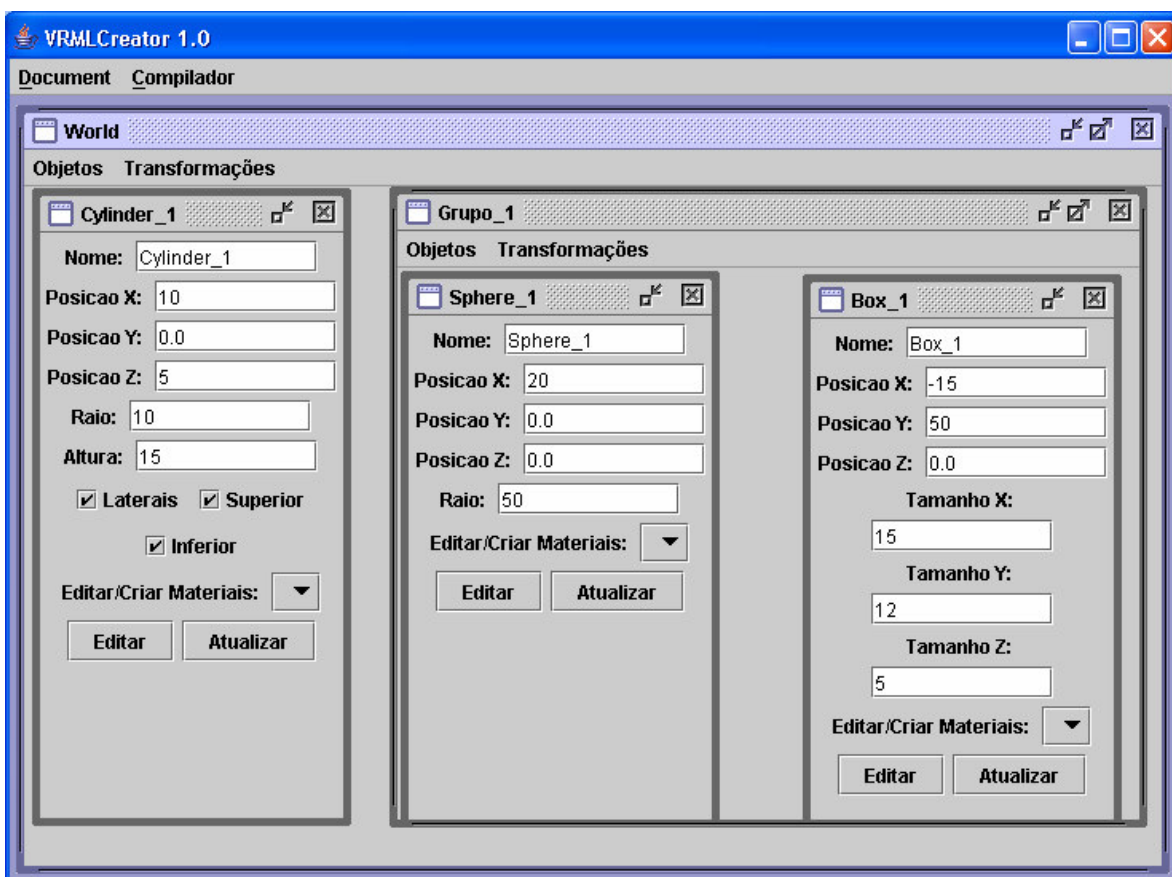 VRMLCreator 1.0
Document Compilador
World
Objetos Transformações
Cylinder_1
Nome: Cylinder_1
Posicao X: 10
Posicao Y: 0.0
Posicao Z: 5
Raio: 10
Altura: 15
Laterais Superior
Inferior
Editar/Criar Materiais:
Editar Atualizar
Grupo_1
Objetos Transformações
Sphere_1
Nome: Sphere_1
Posicao X: 20
Posicao Y: 0.0
Posicao Z: 0.0
Raio: 50
Editar/Criar Materiais:
Editar Atualizar
Box_1
Nome: Box_1
Posicao X: -15
Posicao Y: 50
Posicao Z: 0.0
Tamanho X:
15
Tamanho Y:
12
Tamanho Z:
5
Editar/Criar Materiais:
Editar Atualizar